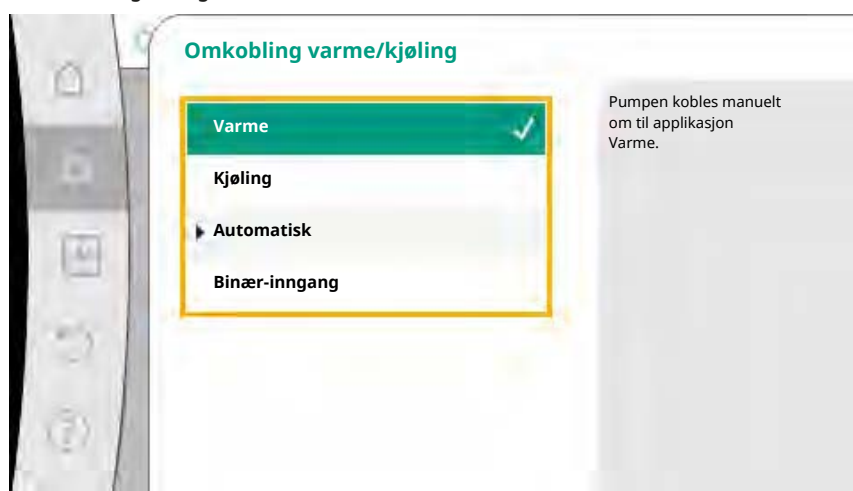 Omkobling varme/kjøling
Varme
Kjøling
Automatisk
Binær-inngang
Pumpen kobles manuelt
om til applikasjon
Varme.